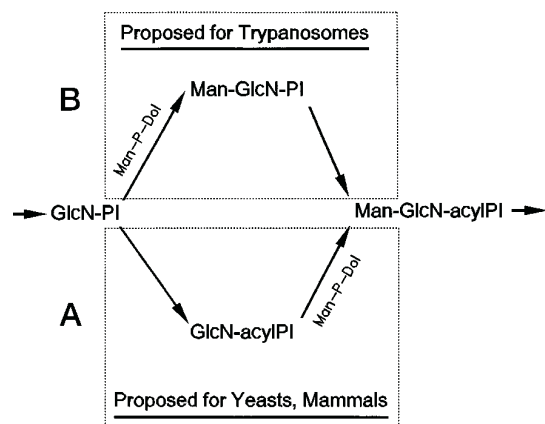 Proposed for Trypanosomes
B
Man-GlcN-PI
Man-P-Dol
GlcN-PI
Man-GlcN-acylPI
A
Man-P-Dol
GlcN-acylPI
Proposed for Yeasts, Mammals